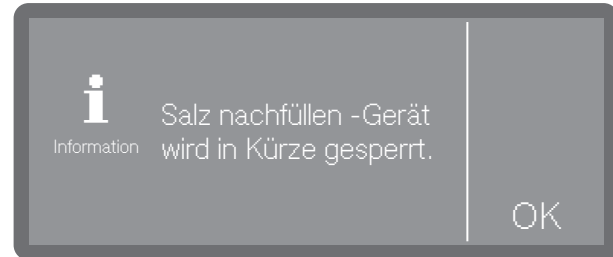 Information
Salz nachfüllen -Gerät
wird in Kürze gesperrt.
OK